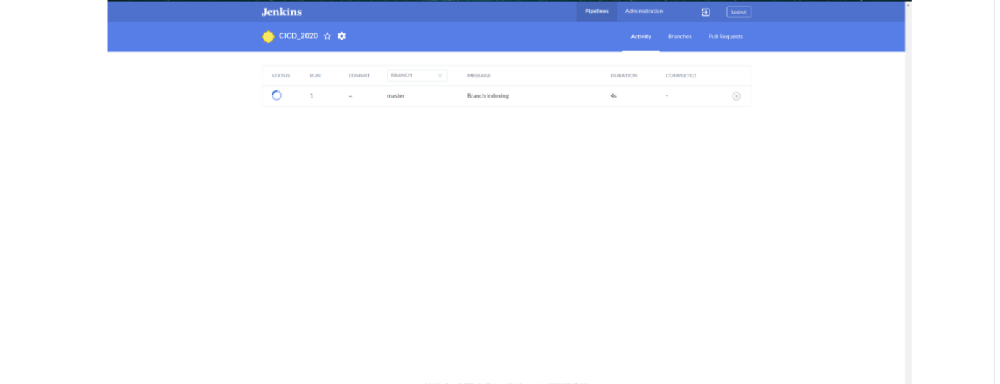 Jenkins Pipelines Administration Logout
CICD_2020 Activity Branches Pull Requests
STATUS RUN COMMIT BRANCH MESSAGE DURATION COMPLETED
1 – master Branch indexing 4s -